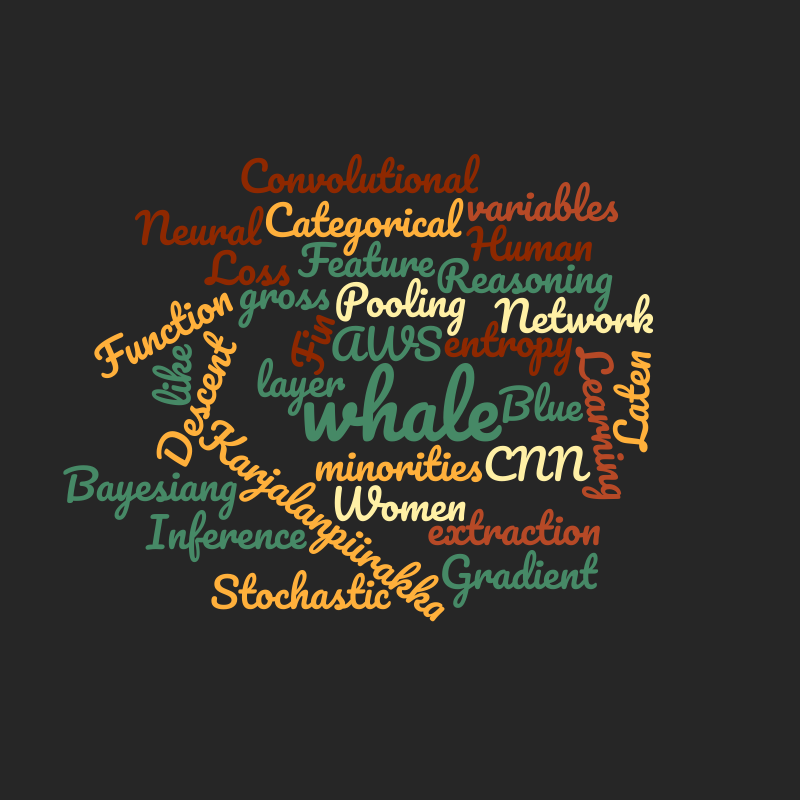 Convolutional
variables
Categorical
Neural
Human
Feature
Loss
Reasoning
gross
Pooling
Network
Function
Fin
AWS
entropy
like
Descent
layer
whale
Blue
Learning
Laten
Karjalanpiirakka
minorities
CNN
Bayesiang
Women
Inference
extraction
Gradient
Stochastic